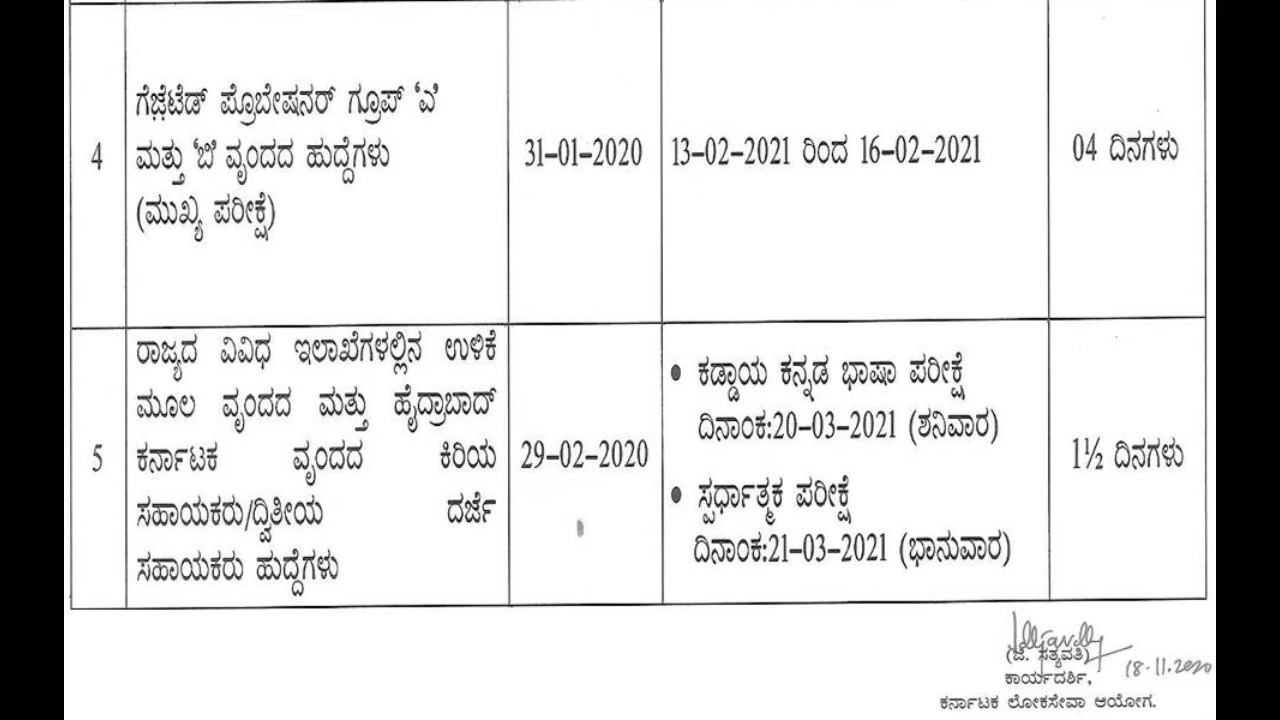 4
ಗೆಜೆಟೆಡ್ ಪ್ರೊಬೇಷನರ್ ಗ್ರೂಪ್ 'ಎ'
ಮತ್ತು 'ಬಿ' ವೃಂದದ ಹುದ್ದೆಗಳು
(ಮುಖ್ಯ ಪರೀಕ್ಷೆ)
31-01-2020
13-02-2021 ರಿಂದ 16-02-2021
04 ದಿನಗಳು
5
ರಾಜ್ಯದ ವಿವಿಧ ಇಲಾಖೆಗಳಲ್ಲಿನ ಉಳಿಕೆ
ಮೂಲ ವೃಂದದ ಮತ್ತು ಹೈದ್ರಾಬಾದ್
ಕರ್ನಾಟಕ ವೃಂದದ ಕಿರಿಯ
ಸಹಾಯಕರು/ದ್ವಿತೀಯ ದರ್ಜೆ
ಸಹಾಯಕರು ಹುದ್ದೆಗಳು
29-02-2020
• ಕಡ್ಡಾಯ ಕನ್ನಡ ಭಾಷಾ ಪರೀಕ್ಷೆ
ದಿನಾಂಕ:20-03-2021 (ಶನಿವಾರ)
• ಸ್ಪರ್ಧಾತ್ಮಕ ಪರೀಕ್ಷೆ
ದಿನಾಂಕ:21-03-2021 (ಭಾನುವಾರ)
1½ ದಿನಗಳು
(ಜಿ. ಸತ್ಯವತಿ)
18-11-2020
ಕಾರ್ಯದರ್ಶಿ,
ಕರ್ನಾಟಕ ಲೋಕಸೇವಾ ಆಯೋಗ.